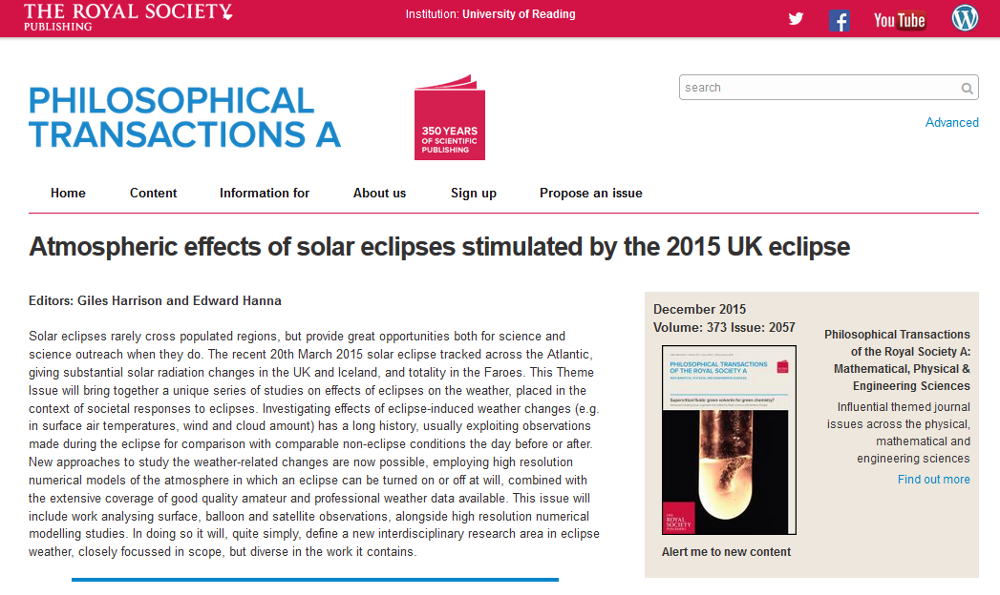 THE ROYAL SOCIETY
PUBLISHING
Institution: University of Reading
You Tube
PHILOSOPHICAL
TRANSACTIONS A
350 YEARS
OF SCIENTIFIC
PUBLISHING
search
Advanced
Home Content Information for About us Sign up Propose an issue
Atmospheric effects of solar eclipses stimulated by the 2015 UK eclipse
Editors: Giles Harrison and Edward Hanna
Solar eclipses rarely cross populated regions, but provide great opportunities both for science and
science outreach when they do. The recent 20th March 2015 solar eclipse tracked across the Atlantic,
giving substantial solar radiation changes in the UK and Iceland, and totality in the Faroes. This Theme
Issue will bring together a unique series of studies on effects of eclipses on the weather, placed in the
context of societal responses to eclipses. Investigating effects of eclipse-induced weather changes (e.g.
in surface air temperatures, wind and cloud amount) has a long history, usually exploiting observations
made during the eclipse for comparison with comparable non-eclipse conditions the day before or after.
New approaches to study the weather-related changes are now possible, employing high resolution
numerical models of the atmosphere in which an eclipse can be turned on or off at will, combined with
the extensive coverage of good quality amateur and professional weather data available. This issue will
include work analysing surface, balloon and satellite observations, alongside high resolution numerical
modelling studies. In doing so it will, quite simply, define a new interdisciplinary research area in eclipse
weather, closely focussed in scope, but diverse in the work it contains.
December 2015
Volume: 373 Issue: 2057
PHILOSOPHICAL TRANSACTIONS
OF THE ROYAL SOCIETY A
MATHEMATICAL, PHYSICAL AND ENGINEERING SCIENCES
Supercritical fluids: green solvents for green chemistry?
THE
ROYAL
SOCIETY
PUBLISHING
Alert me to new content
Philosophical Transactions
of the Royal Society A:
Mathematical, Physical &
Engineering Sciences
Influential themed journal
issues across the physical,
mathematical and
engineering sciences
Find out more